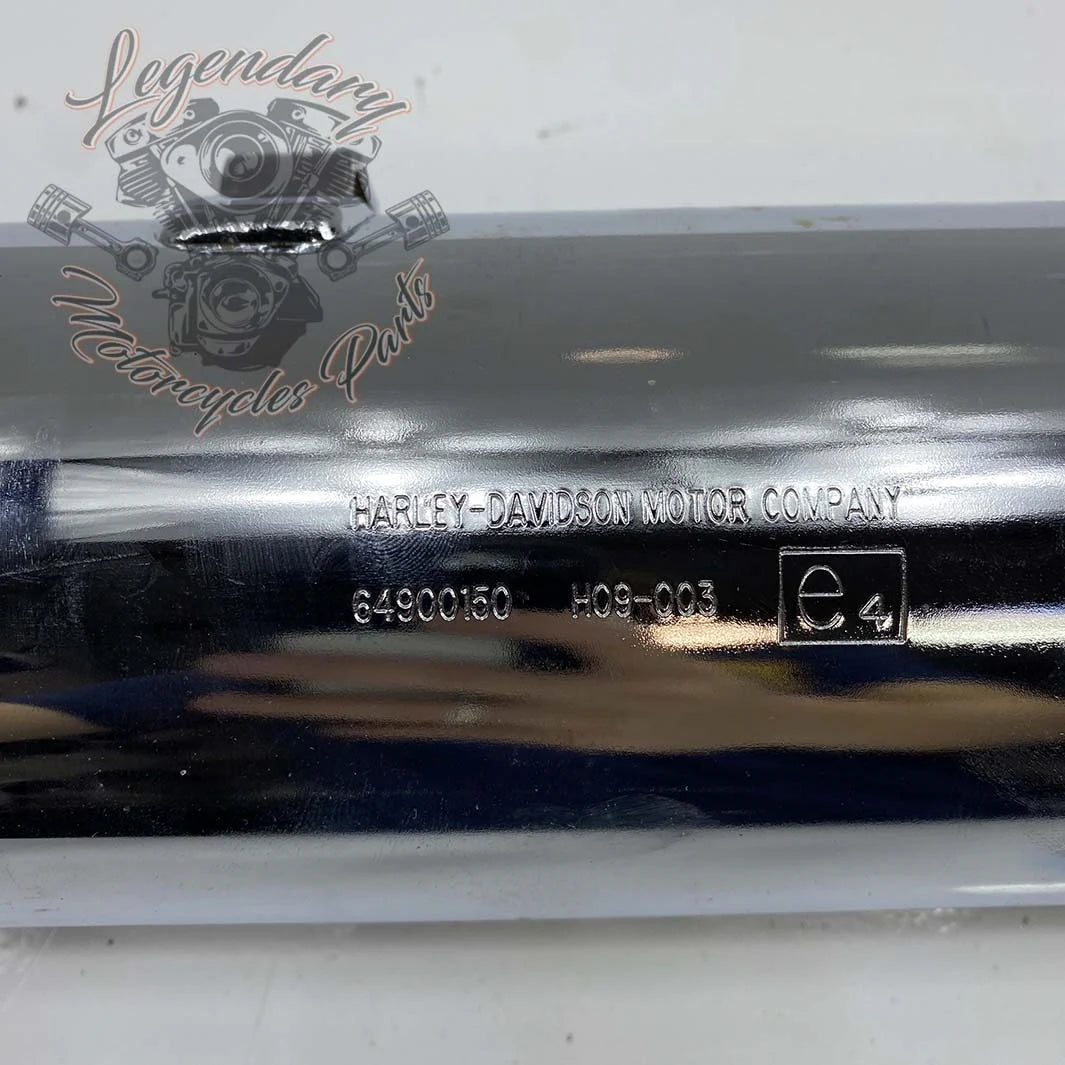 Legendary
Motorcycles Parts
HARLEY-DAVIDSON MOTOR COMPANY
64900150 H09-003 e4